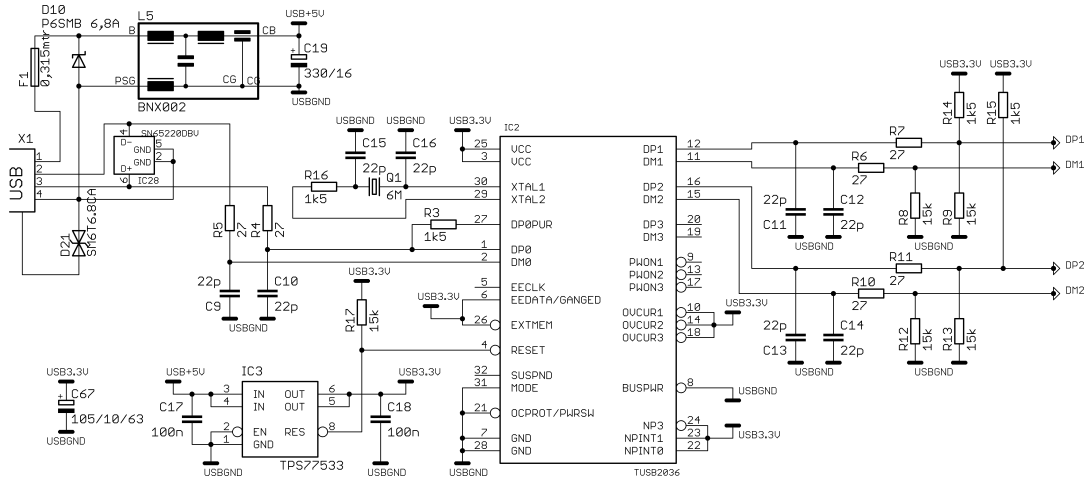 D10
P6SMB 6,8A
L5
B
CB
PSG
CG
CG
BNX002
USB+5V
C19
330/16
USBGND
F1
0,315mtr
X1
USB
1
2
3
4
D21
SM6T6.8CA
SN65220DBV
4
D-
GND
5
GND
2
D+
6
IC28
R5
27
R4
27
22p
C9
C10
22p
USBGND
USBGND
USBGND
C15
22p
C16
22p
R16
1k5
Q1
6M
R3
1k5
USB3.3V
USB3.3V
R17
15k
USB3.3V
IC2
25
VCC
3
VCC
30
XTAL1
29
XTAL2
27
DP0PUR
1
DP0
2
DM0
5
EECLK
6
EEDATA/GANGED
26
EXTMEM
4
RESET
32
SUSPND
31
MODE
21
OCPROT/PWRSW
7
GND
28
GND
USBGND
DP1
12
DM1
11
DP2
16
DM2
15
DP3
20
DM3
19
PWON1
9
PWON2
13
PWON3
17
OVCUR1
10
OVCUR2
14
OVCUR3
18
USB3.3V
BUSPWR
8
USBGND
NP3
24
NPINT1
23
NPINT0
22
USB3.3V
TUSB2036
USB3.3V
C67
105/10/63
USBGND
USB+5V
IC3
3
IN
4
IN
OUT
6
OUT
5
2
EN
1
GND
RES
8
TPS77533
C17
100n
USBGND
USB3.3V
C18
100n
USBGND
USB3.3V
USB3.3V
R14
1k5
R15
1k5
R7
27
R6
27
22p
C11
C12
22p
USBGND
R8
15k
R9
15k
USBGND
DP1
DM1
R11
27
R10
27
22p
C13
C14
22p
USBGND
R12
15k
R13
15k
USBGND
DP2
DM2